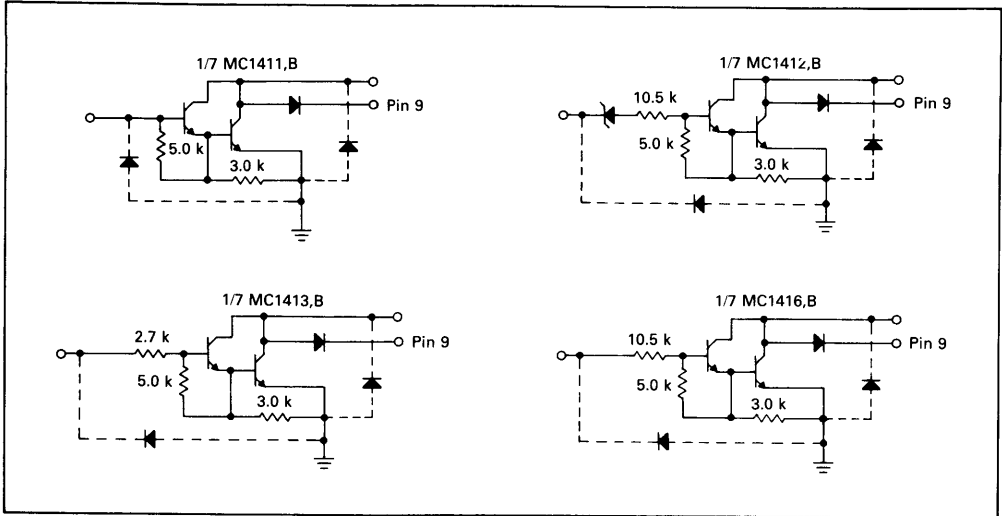 1/7 MC1411,B
Pin 9
5.0 k
3.0 k
1/7 MC1412,B
10.5 k
Pin 9
5.0 k
3.0 k
1/7 MC1413,B
2.7 k
Pin 9
5.0 k
3.0 k
1/7 MC1416,B
10.5 k
Pin 9
5.0 k
3.0 k